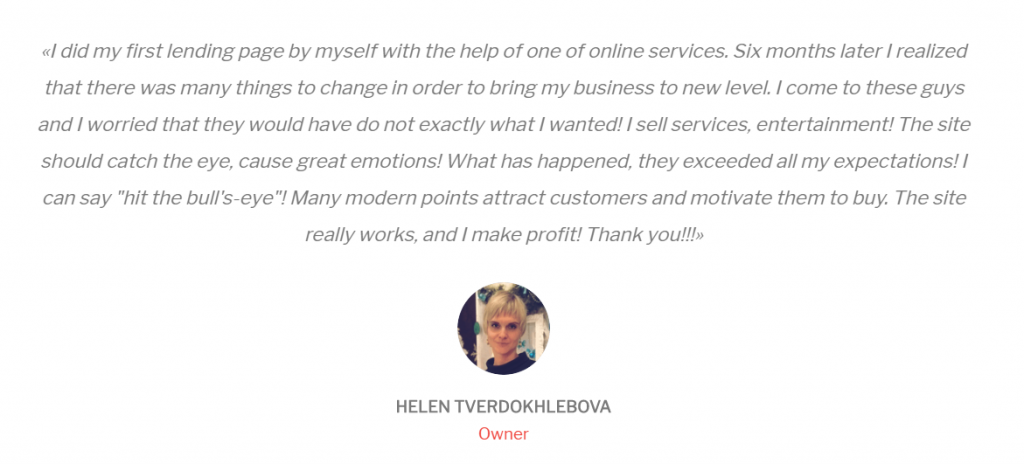 «I did my first lending page by myself with the help of one of online services. Six months later I realized
that there was many things to change in order to bring my business to new level. I come to these guys
and I worried that they would have do not exactly what I wanted! I sell services, entertainment! The site
should catch the eye, cause great emotions! What has happened, they exceeded all my expectations! I
can say "hit the bull's-eye"! Many modern points attract customers and motivate them to buy. The site
really works, and I make profit! Thank you!!!»
HELEN TVERDOKHLEBOVA
Owner